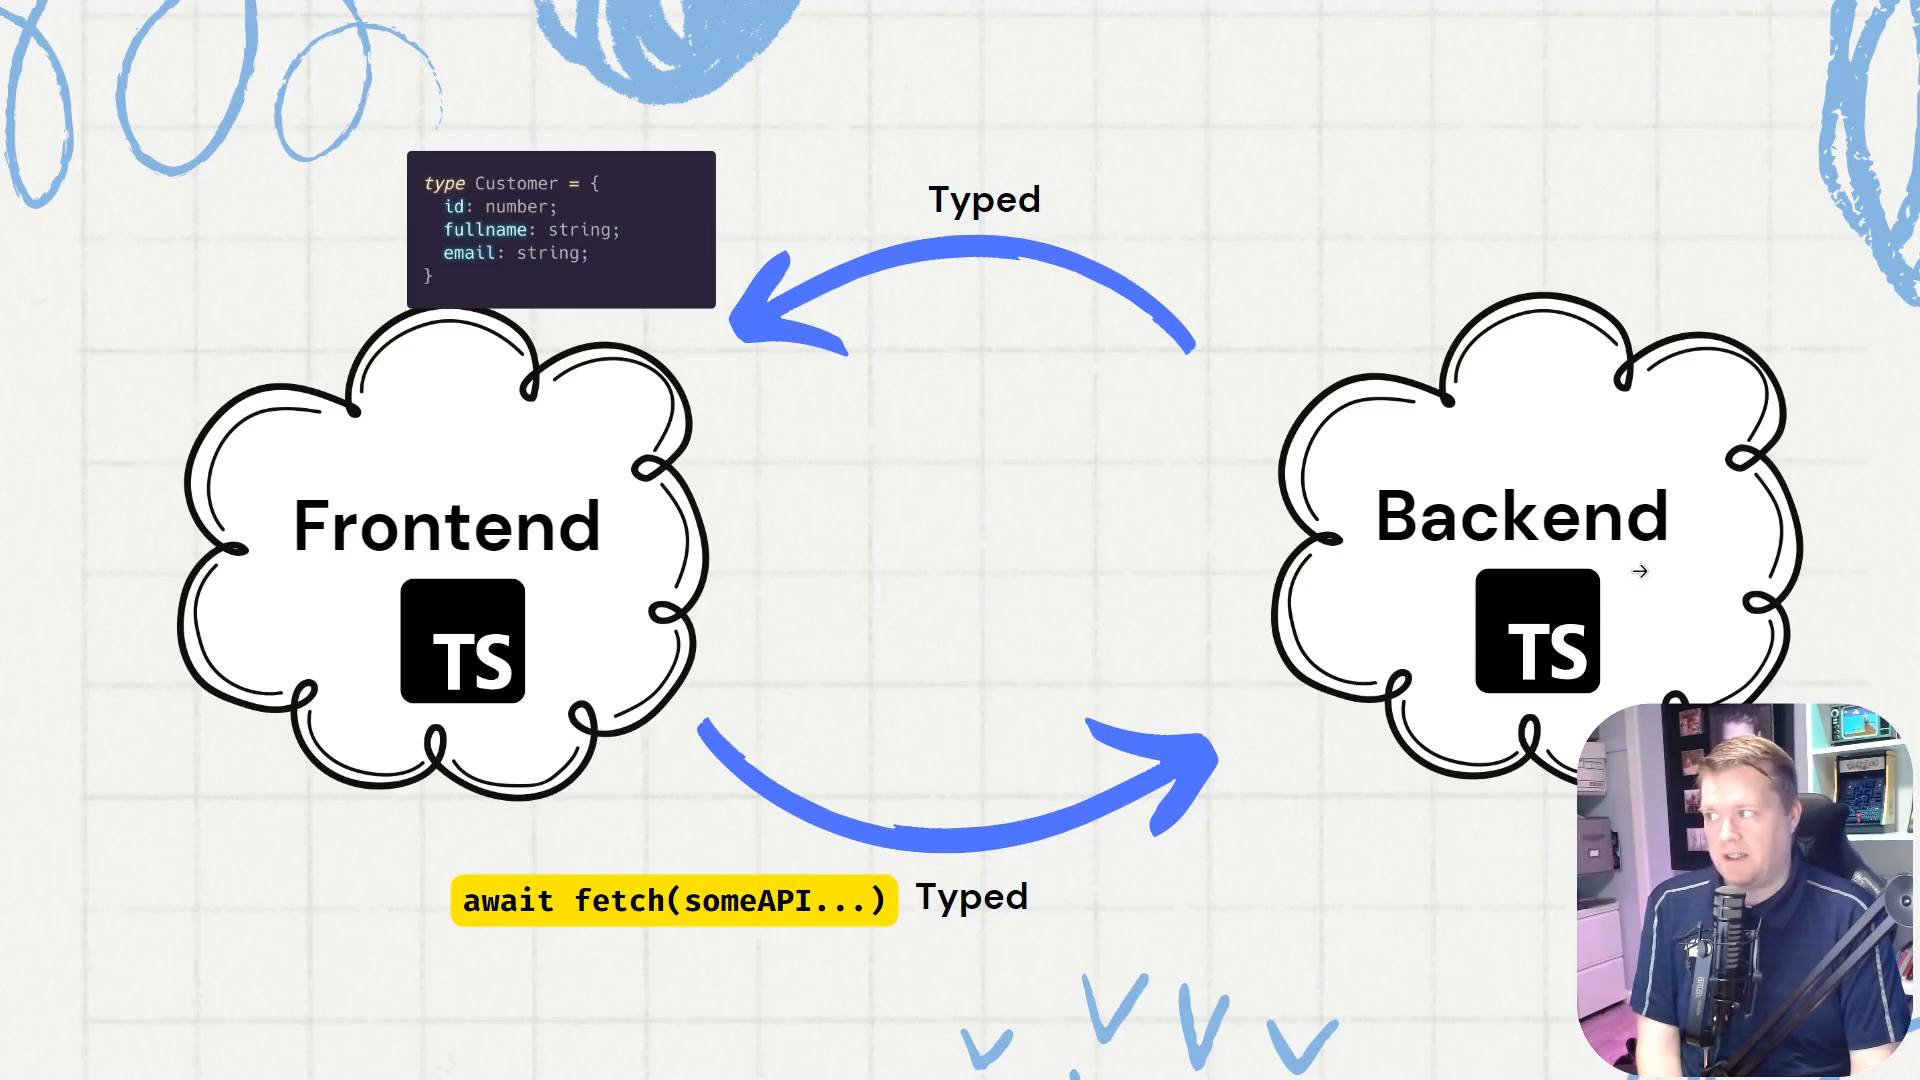 type Customer = {
id: number;
fullname: string;
email: string;
}
Typed
Frontend
TS
Backend
TS
await fetch(someAPI...)
Typed